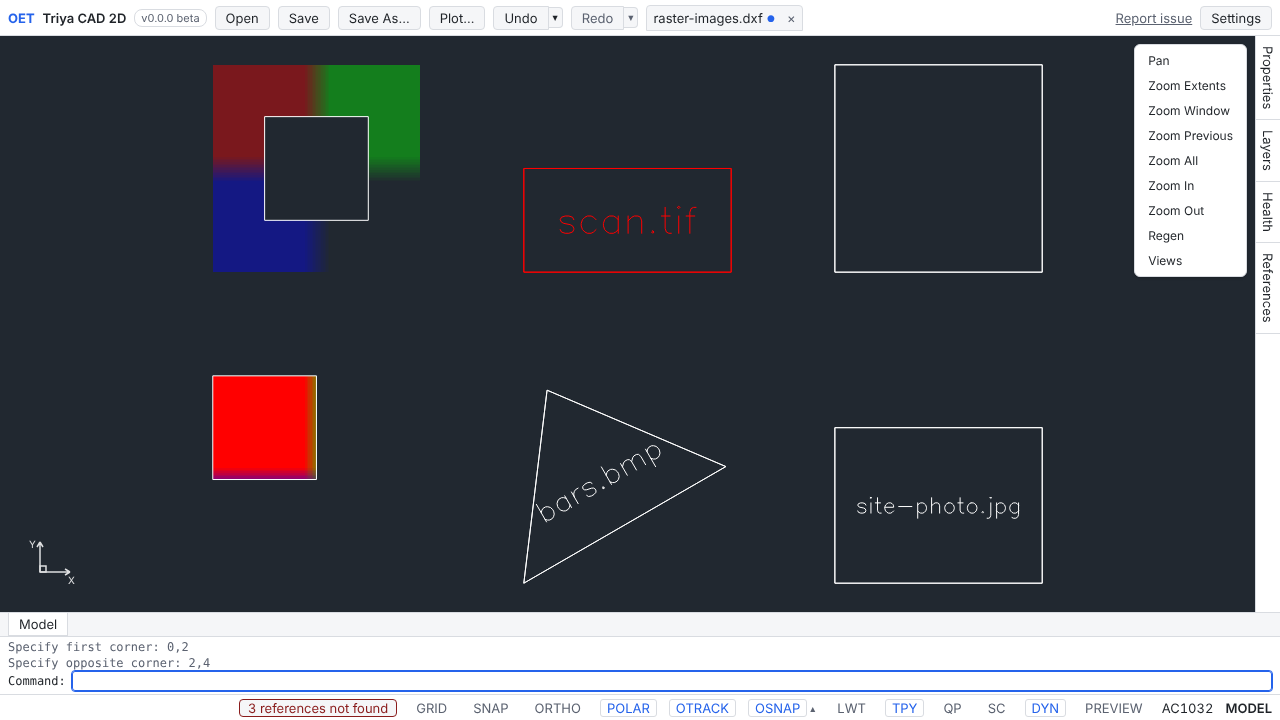 OET Triya CAD 2D v0.0.0 beta Open Save Save As... Plot... Undo ▾ Redo ▾ raster-images.dxf ● × Report issue Settings
Pan
Zoom Extents
Zoom Window
Zoom Previous
Zoom All
Zoom In
Zoom Out
Regen
Views
Properties
Layers
Health
References
scan.tif
bars.bmp
site-photo.jpg
Y
X
Model
Specify first corner: 0,2
Specify opposite corner: 2,4
Command:
3 references not found GRID SNAP ORTHO POLAR OTRACK OSNAP ▴ LWT TPY QP SC DYN PREVIEW AC1032 MODEL